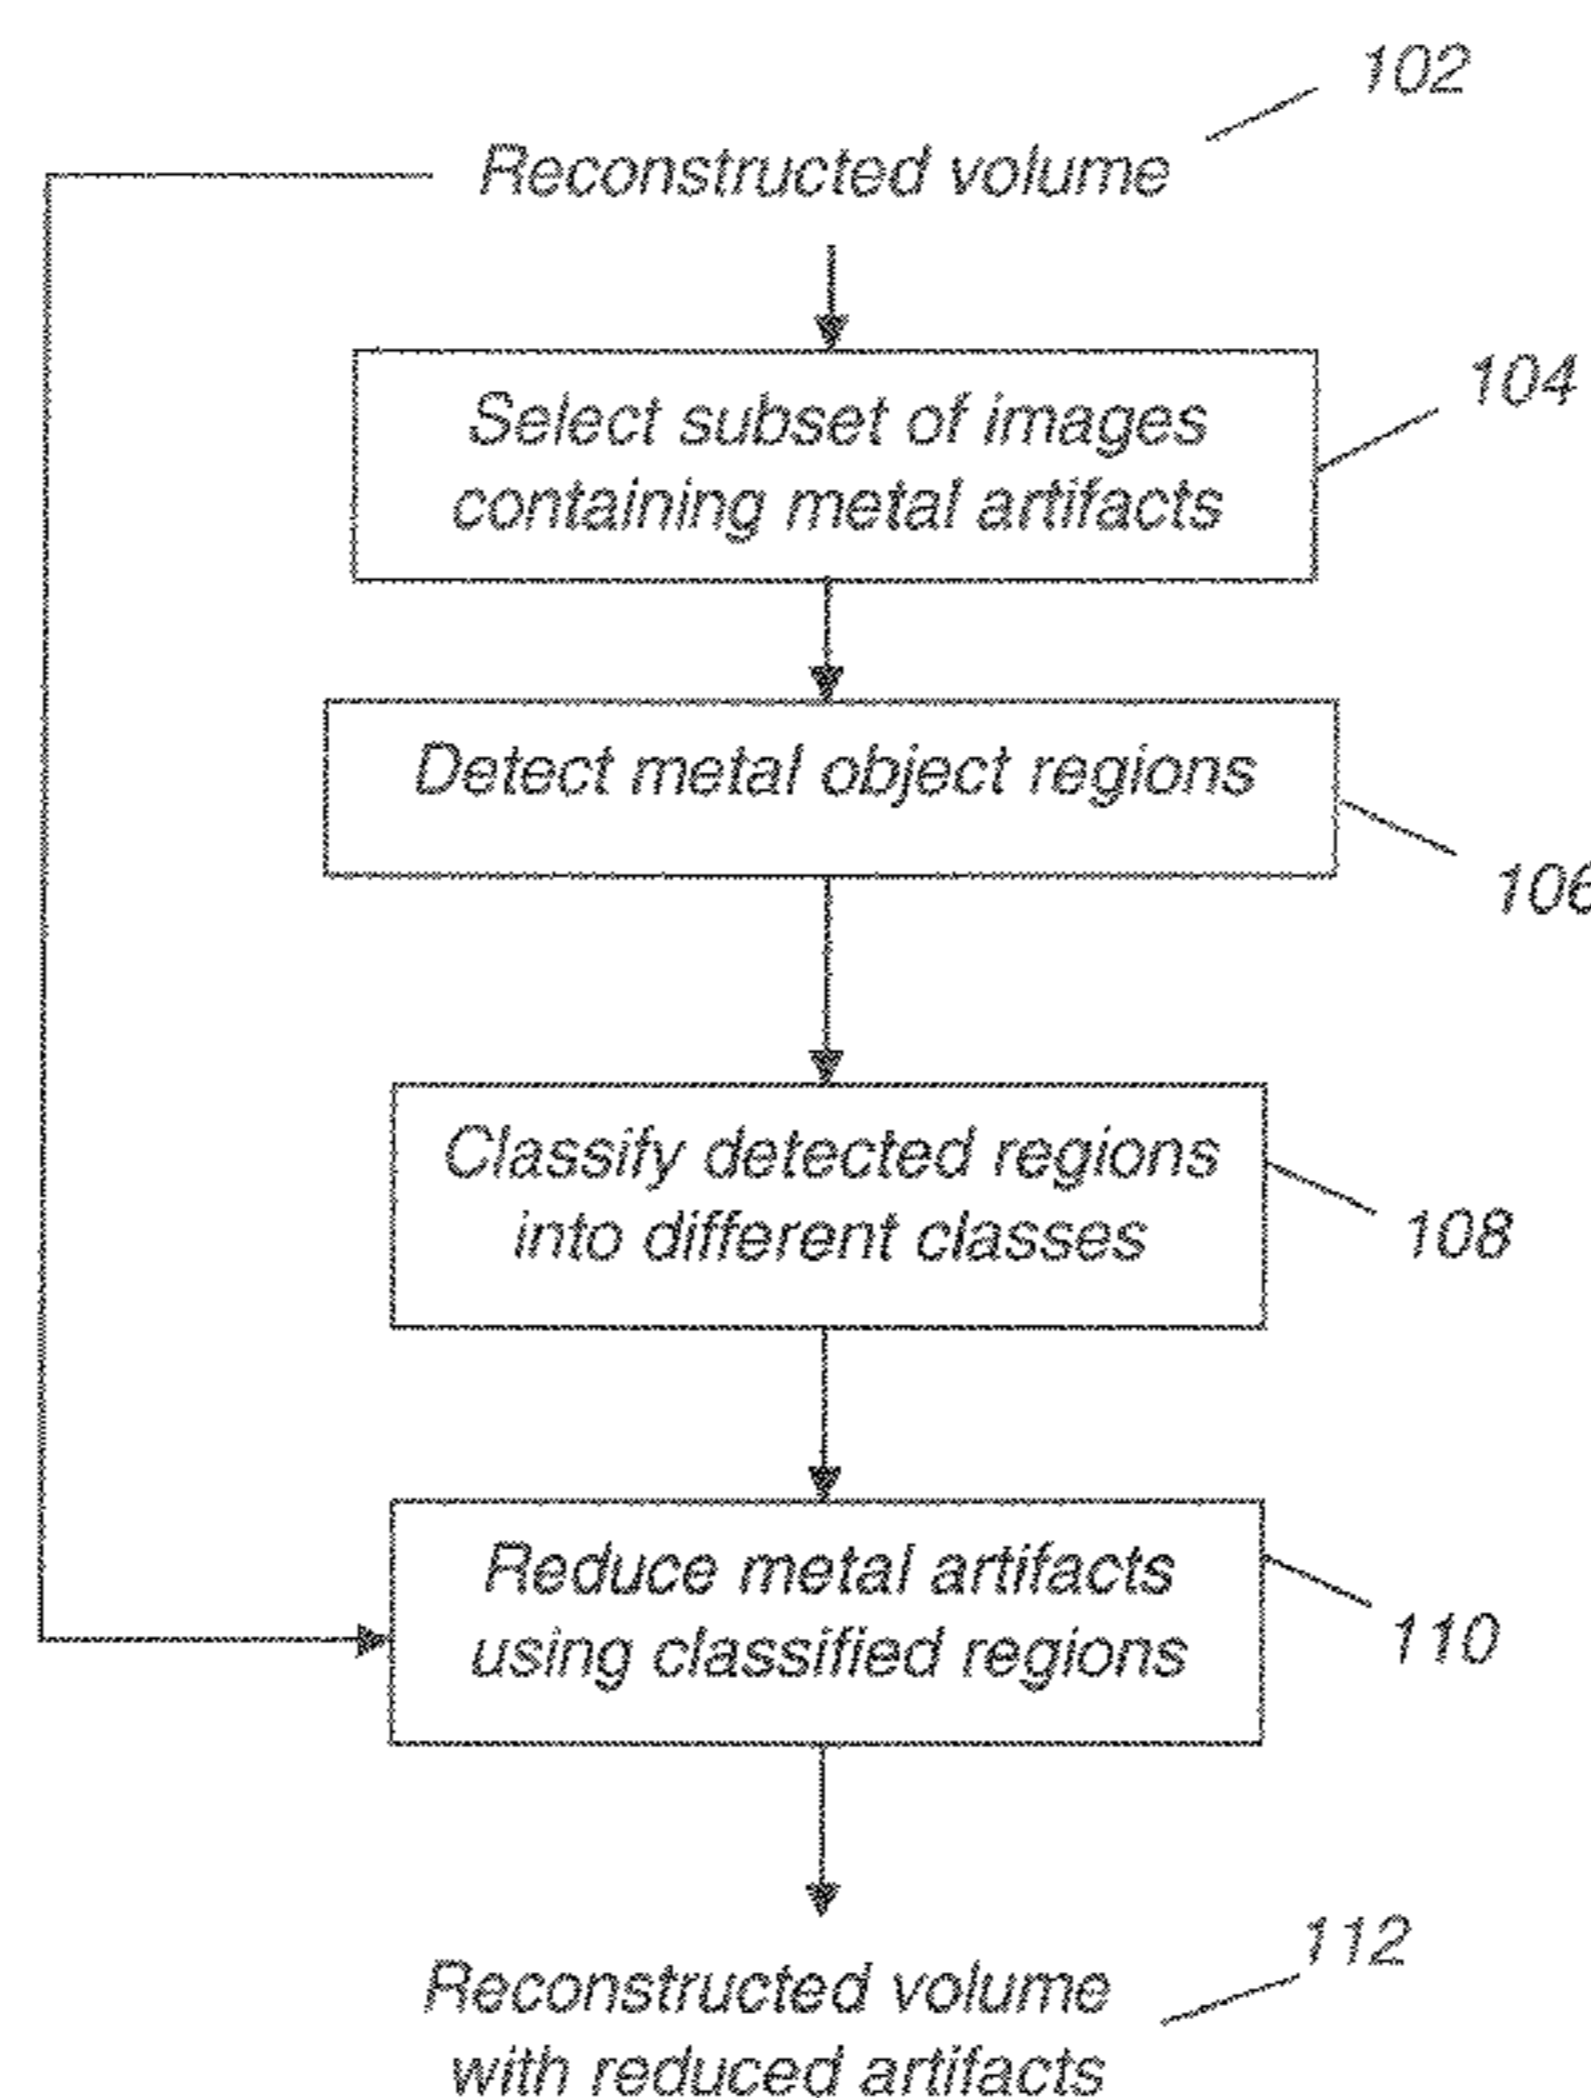 102
Reconstructed volume
Select subset of images
containing metal artifacts
104
Detect metal object regions
106
Classify detected regions
into different classes
108
Reduce metal artifacts
using classified regions
110
112
Reconstructed volume
with reduced artifacts